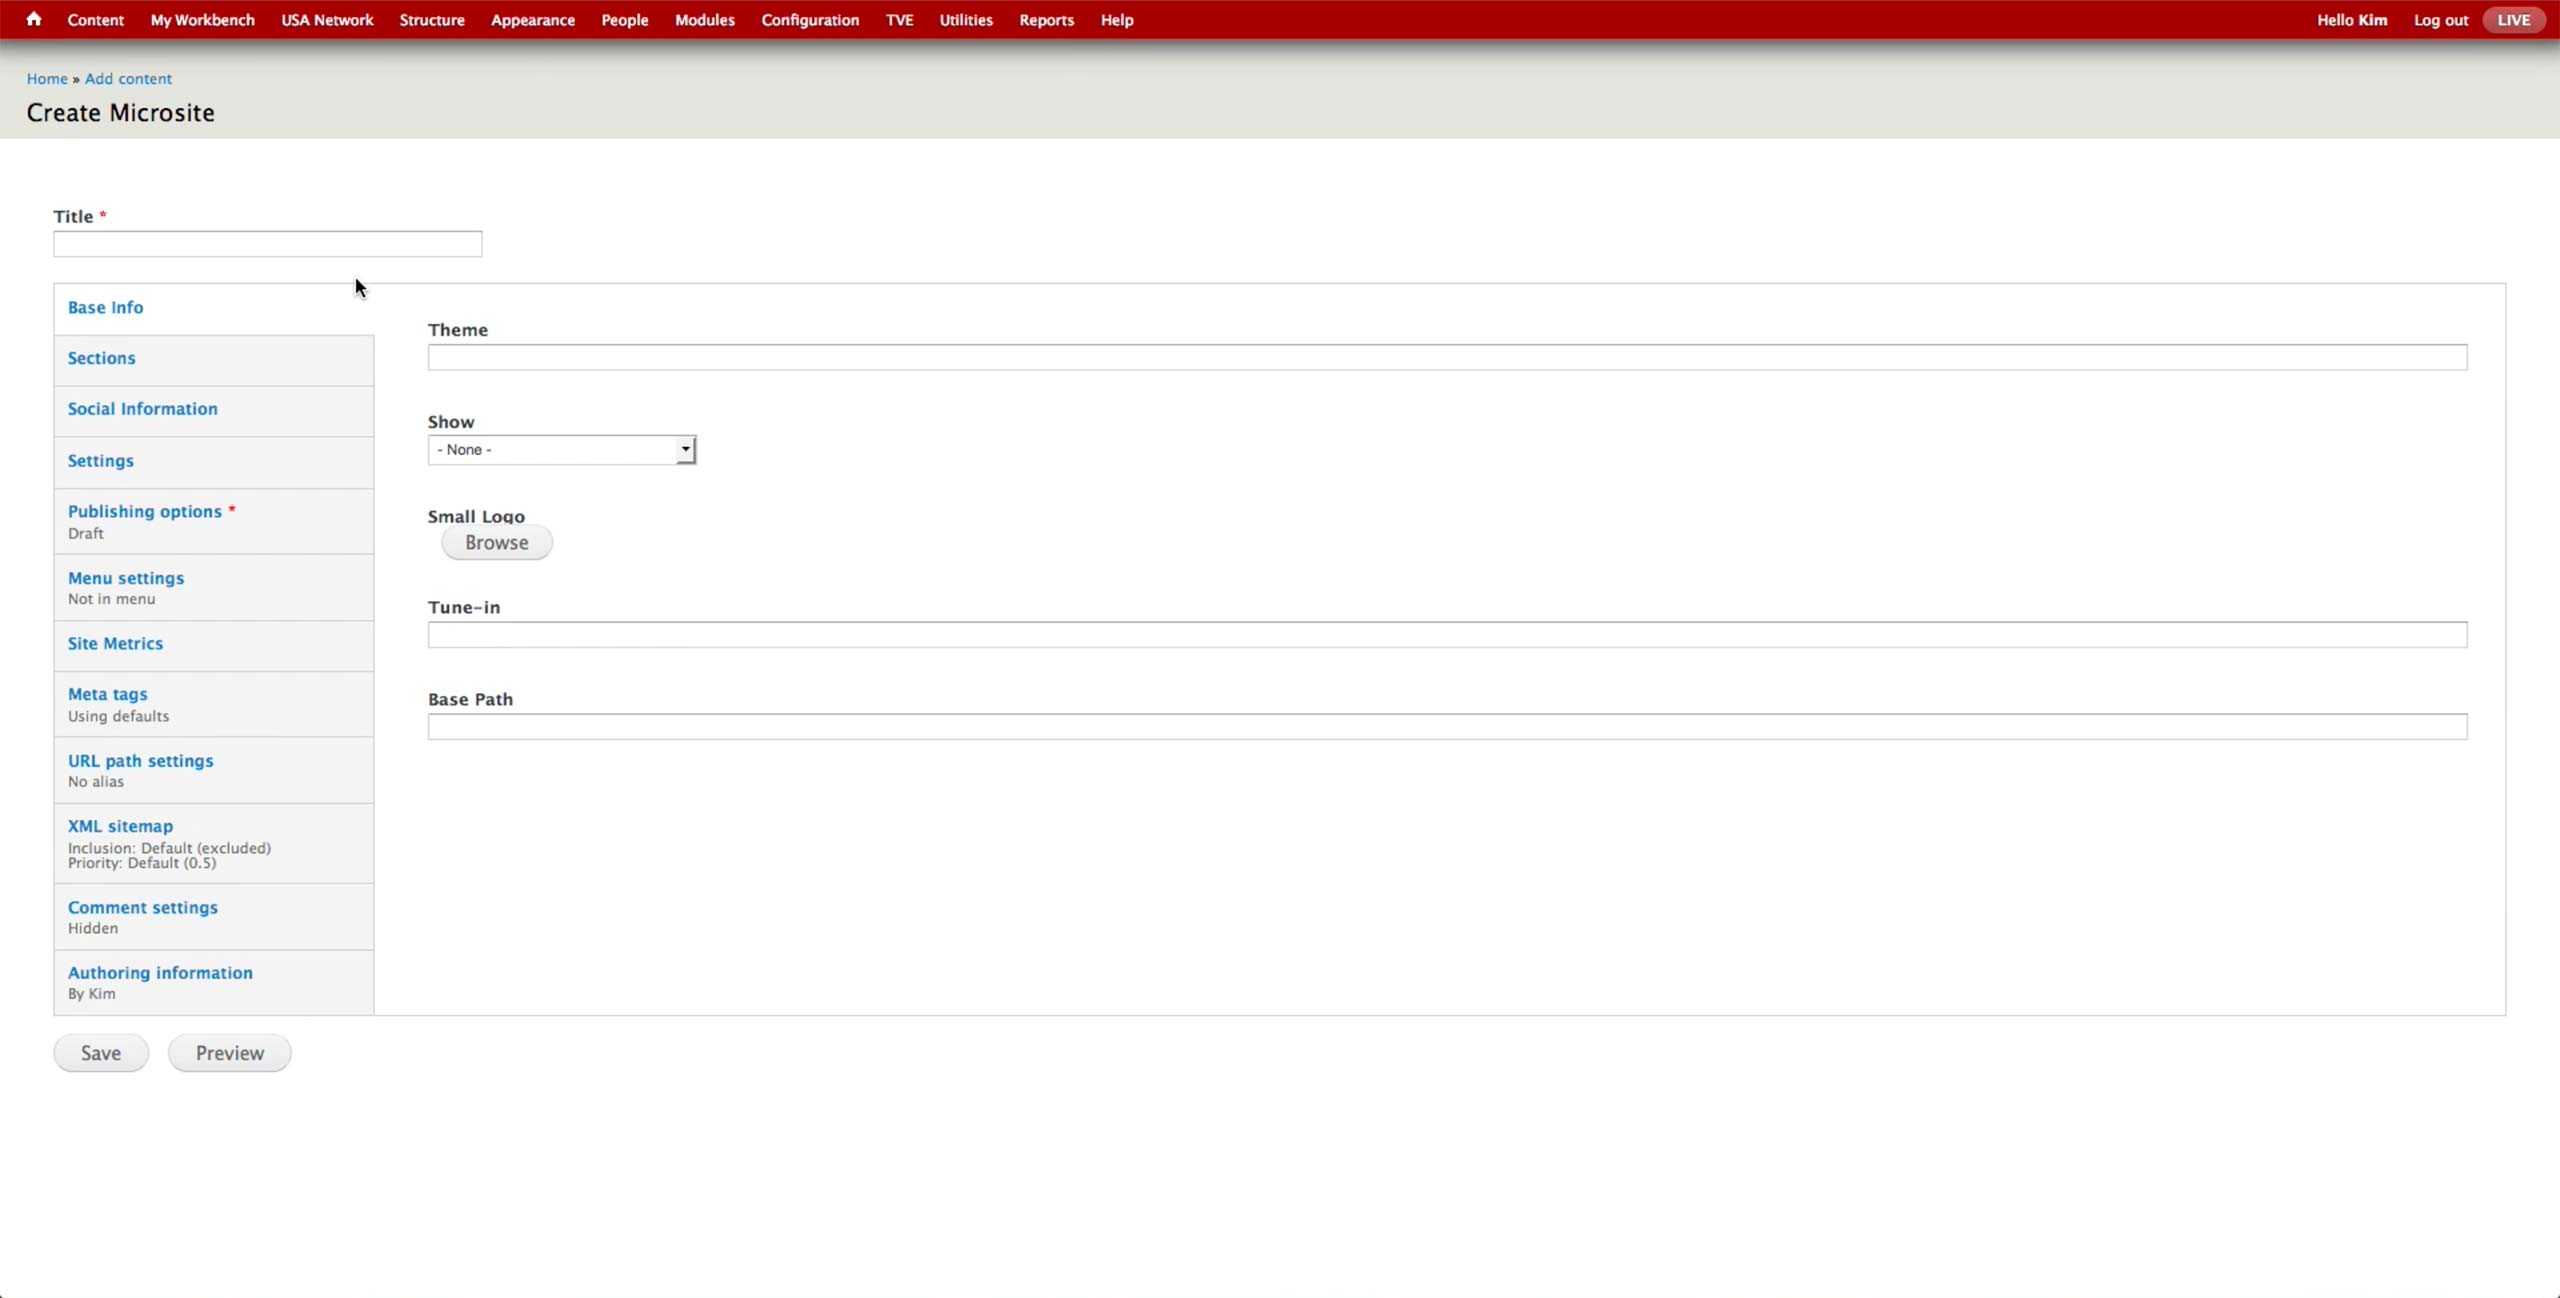 Content My Workbench USA Network Structure Appearance People Modules Configuration TVE Utilities Reports Help Hello Kim Log out LIVE
Home » Add content
Create Microsite
Title *
Base Info
Sections
Social Information
Settings
Publishing options *
Draft
Menu settings
Not in menu
Site Metrics
Meta tags
Using defaults
URL path settings
No alias
XML sitemap
Inclusion: Default (excluded)
Priority: Default (0.5)
Comment settings
Hidden
Authoring information
By Kim
Theme
Show
- None -
Small Logo
Browse
Tune-in
Base Path
Save Preview